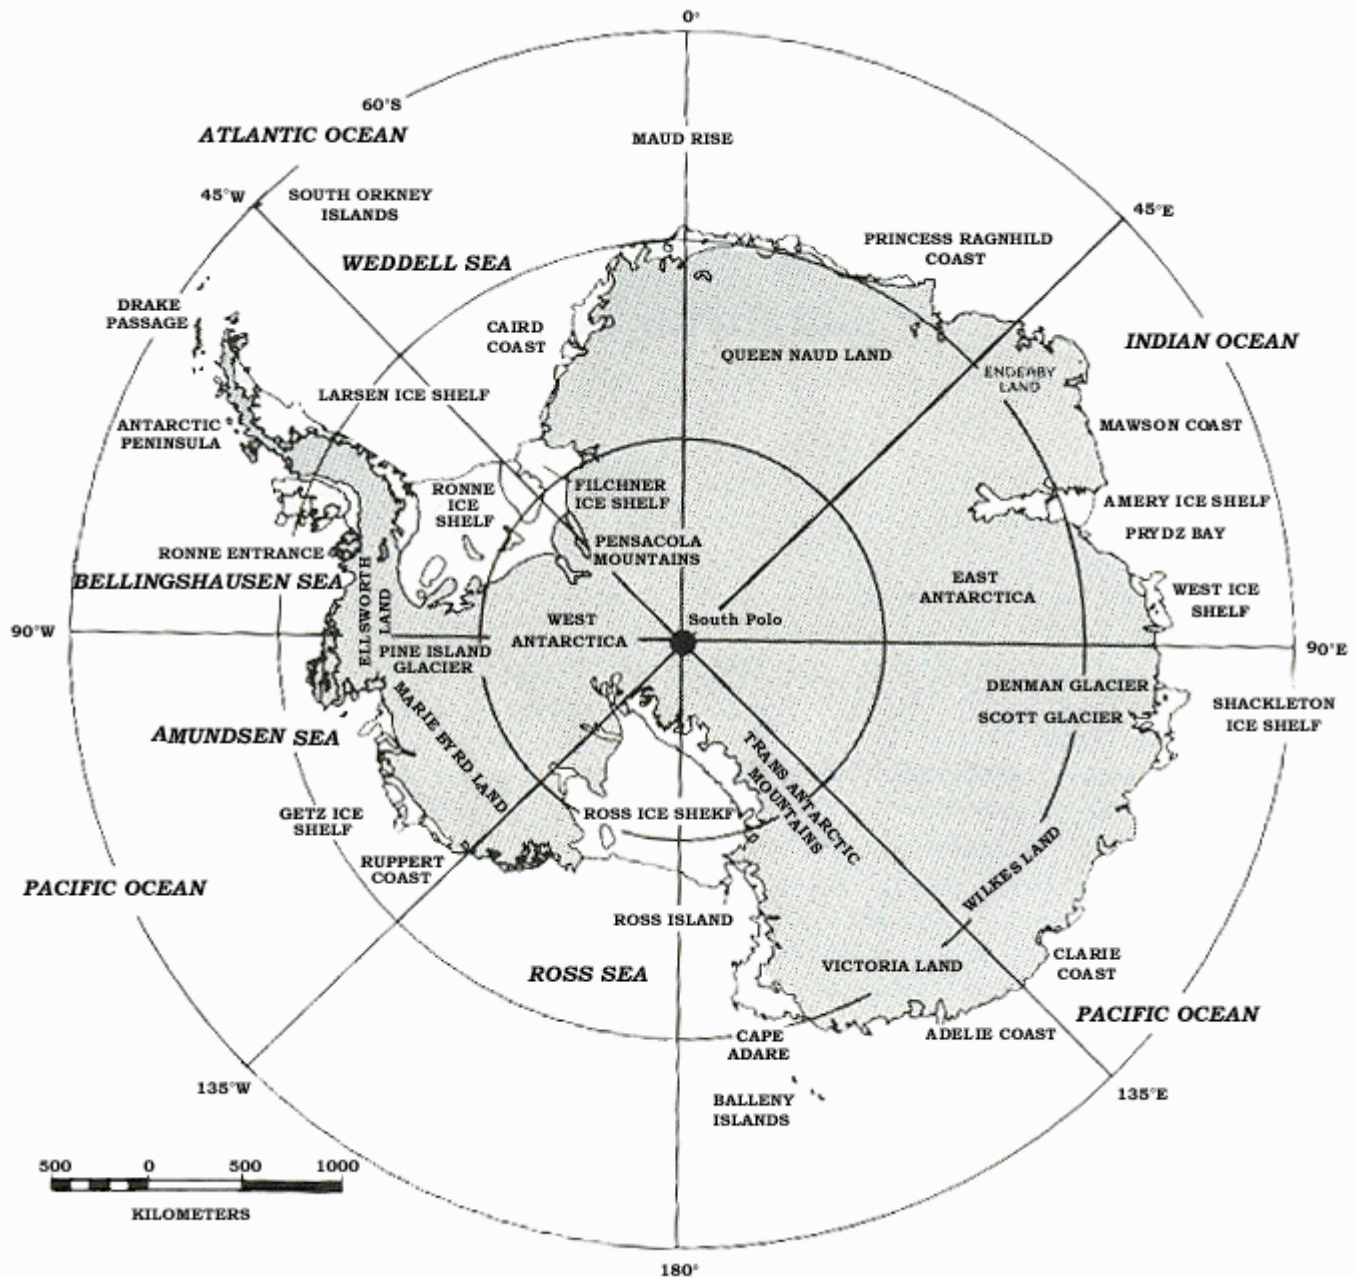 0°
60°S
ATLANTIC OCEAN
MAUD RISE
45°W
SOUTH ORKNEY
ISLANDS
45°E
PRINCESS RAGNHILD
COAST
WEDDELL SEA
DRAKE
PASSAGE
CAIRD
COAST
INDIAN OCEAN
QUEEN NAUD LAND
ENDERBY
LAND
LARSEN ICE SHELF
ANTARCTIC
PENINSULA
MAWSON COAST
RONNE
ICE
SHELF
FILCHNER
ICE SHELF
AMERY ICE SHELF
PRYDZ BAY
PENSACOLA
MOUNTAINS
RONNE ENTRANCE
BELLINGSHAUSEN SEA
ELLSWORTH
LAND
EAST
ANTARCTICA
WEST ICE
SHELF
WEST
ANTARCTICA
South Polo
90°W
90°E
PINE ISLAND
GLACIER
DENMAN GLACIER
SCOTT GLACIER
SHACKLETON
ICE SHELF
AMUNDSEN SEA
MARIE BYRD LAND
TRANS ANTARCTIC
MOUNTAINS
GETZ ICE
SHELF
ROSS ICE SHEKF
RUPPERT
COAST
WILKES LAND
PACIFIC OCEAN
ROSS ISLAND
CLARIE
COAST
ROSS SEA
VICTORIA LAND
PACIFIC OCEAN
CAPE
ADARE
ADELIE COAST
135°W
135°E
BALLENY
ISLANDS
500 0 500 1000
KILOMETERS
180°